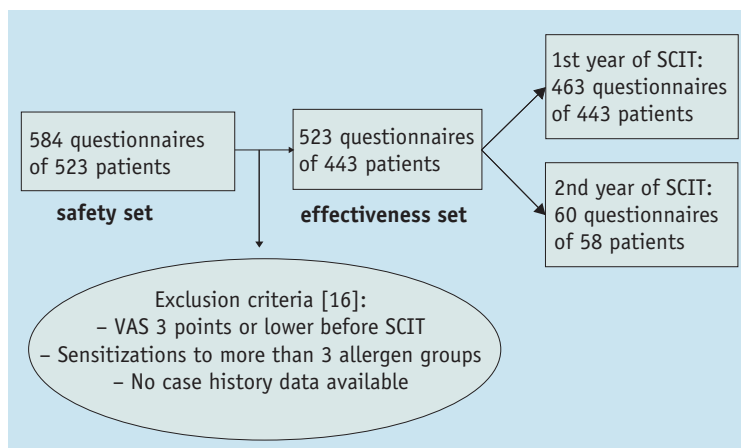 584 questionnaires
of 523 patients
safety set
523 questionnaires
of 443 patients
effectiveness set
1st year of SCIT:
463 questionnaires
of 443 patients
2nd year of SCIT:
60 questionnaires
of 58 patients
Exclusion criteria [16]:
– VAS 3 points or lower before SCIT
– Sensitizations to more than 3 allergen groups
– No case history data available